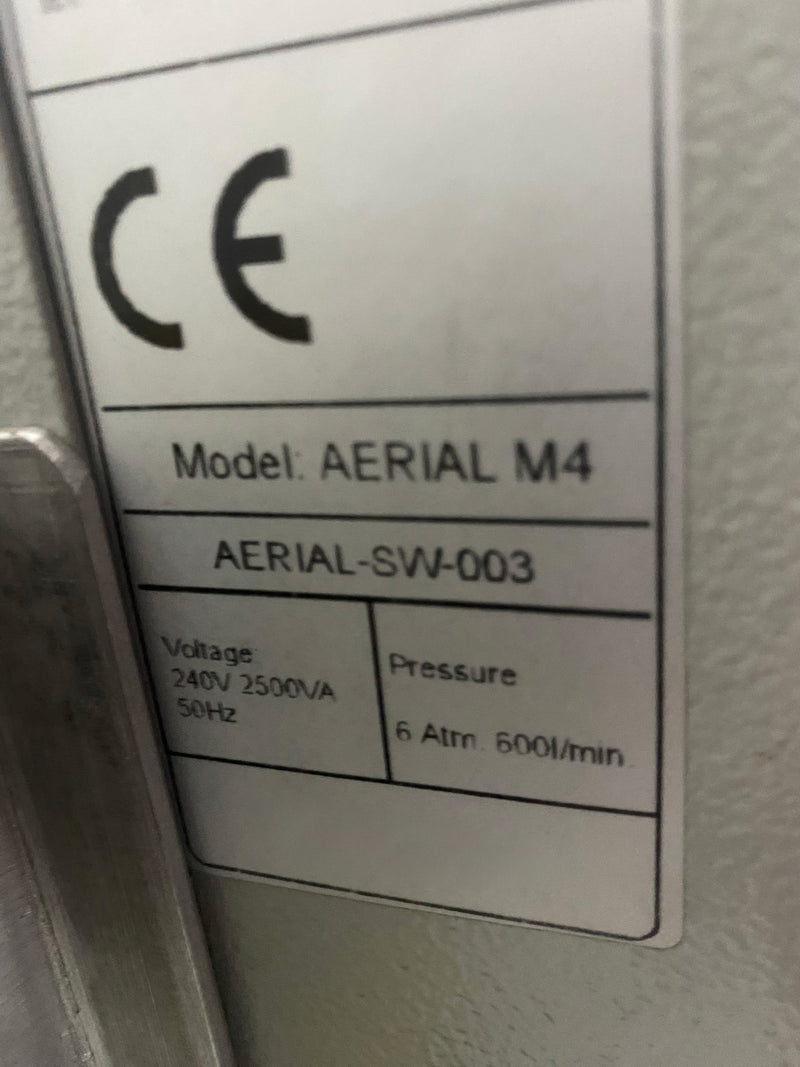 CE
Model: AERIAL M4
AERIAL-SW-003
Voltage:
240V 2500VA
50Hz
Pressure
6 Atm. 600l/min.